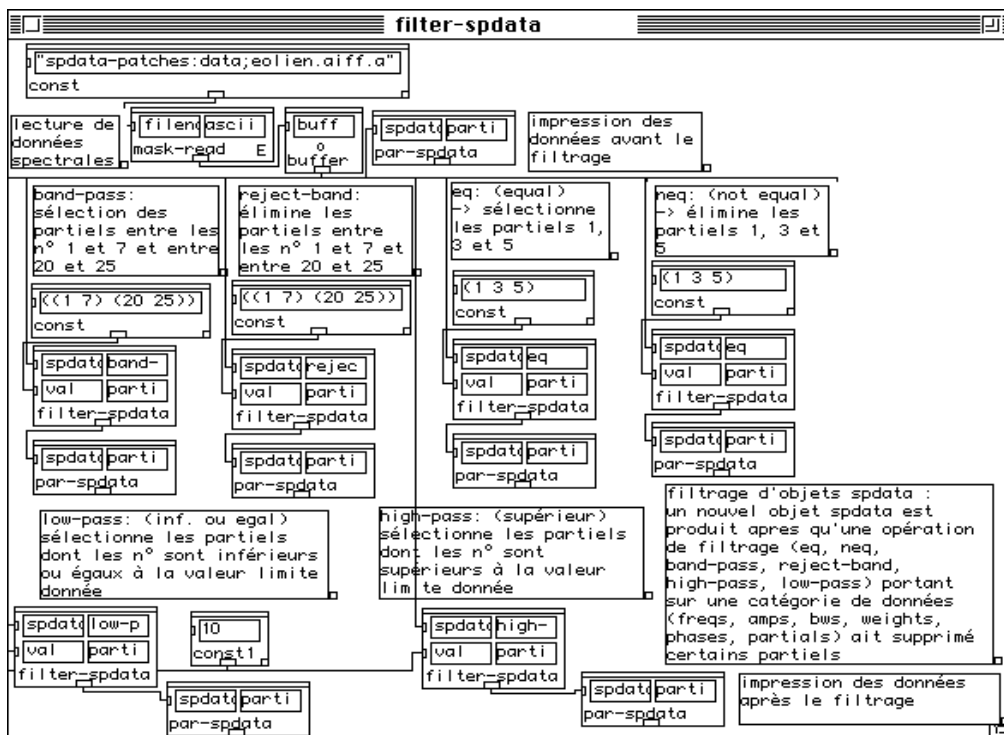 filter-spdata
"spdata-patches:data;eolien.aiff.a"
const
lecture de
données
spectrales
filend ascii
mask-read E
buff
o
buffer
spdata parti
par-spdata
impression des
données avant le
filtrage
band-pass:
sélection des
partiels entre les
n° 1 et 7 et entre
20 et 25
reject-band:
élimine les
partiels entre
les n° 1 et 7 et
entre 20 et 25
eq: (equal)
-> sélectionne
les partiels 1,
3 et 5
neq: (not equal)
-> élimine les
partiels 1, 3 et
5
((1 7) (20 25))
const
((1 7) (20 25))
const
(1 3 5)
const
(1 3 5)
const
spdata band-
val parti
filter-spdata
spdata rejec
val parti
filter-spdata
spdata eq
val parti
filter-spdata
spdata eq
val parti
filter-spdata
spdata parti
par-spdata
spdata parti
par-spdata
spdata parti
par-spdata
spdata parti
par-spdata
low-pass: (inf. ou egal)
sélectionne les partiels
dont les n° sont inférieurs
ou égaux à la valeur limite
donnée
high-pass: (supérieur)
sélectionne les partiels
dont les n° sont
supérieurs à la valeur
lim te donnée
filtrage d'objets spdata :
un nouvel objet spdata est
produit apres qu'une opération
de filtrage (eq, neq,
band-pass, reject-band,
high-pass, low-pass) portant
sur une catégorie de données
(freqs, amps, bws, weights,
phases, partials) ait supprimé
certains partiels
spdata low-p
val parti
filter-spdata
10
const1
spdata high-
val parti
filter-spdata
spdata parti
par-spdata
spdata parti
par-spdata
impression des données
après le filtrage